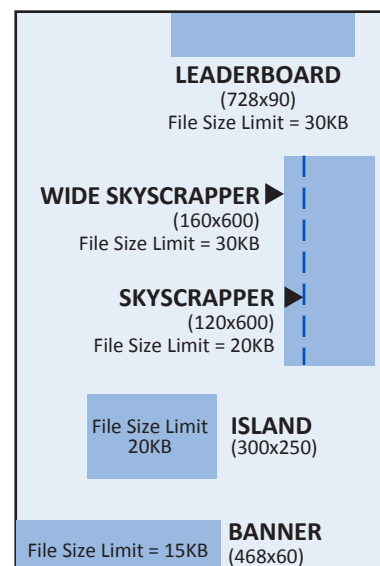 LEADERBOARD
(728x90)
File Size Limit = 30KB
WIDE SKYSCRAPPER
(160x600)
File Size Limit = 30KB
SKYSCRAPPER
(120x600)
File Size Limit = 20KB
File Size Limit
20KB
ISLAND
(300x250)
File Size Limit = 15KB
BANNER
(468x60)